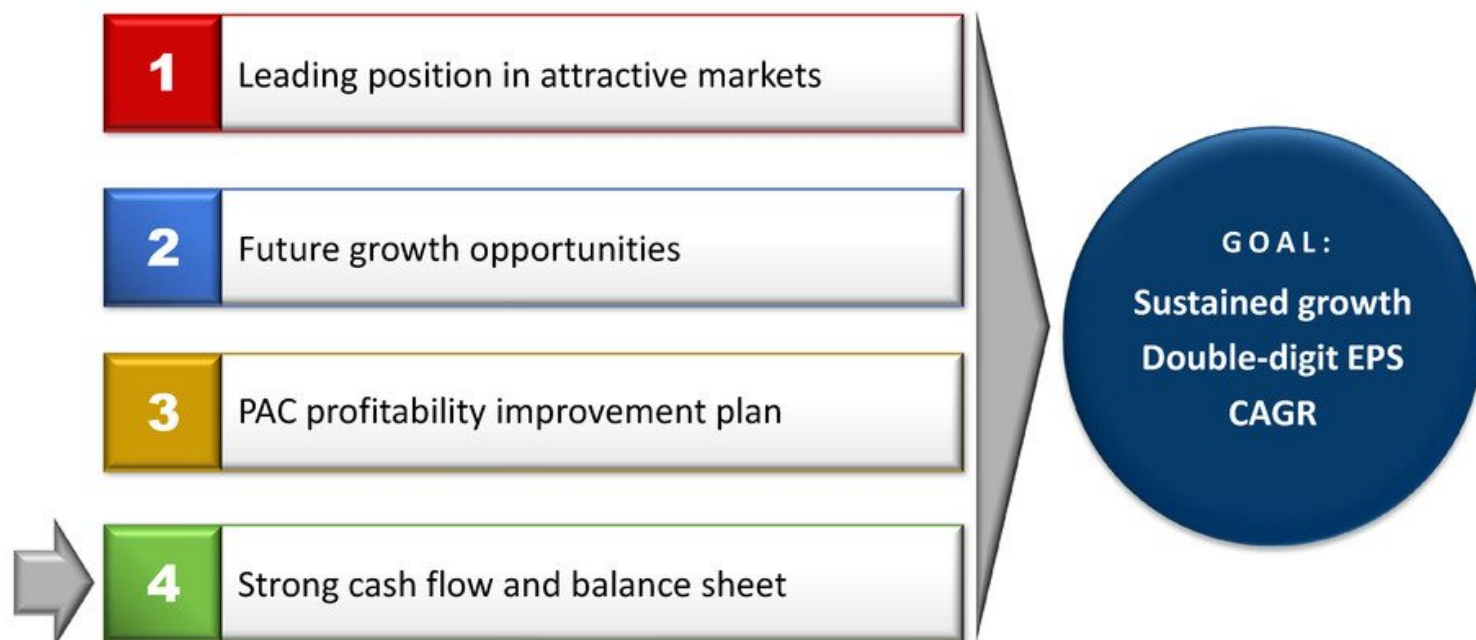 1 Leading position in attractive markets
2 Future growth opportunities
3 PAC profitability improvement plan
4 Strong cash flow and balance sheet
GOAL:
Sustained growth
Double-digit EPS
CAGR